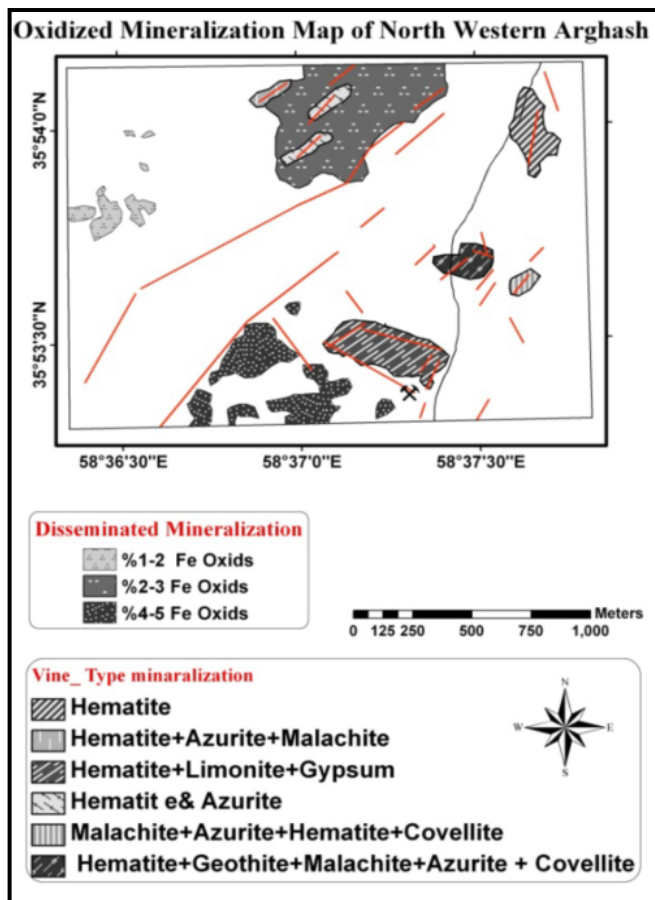 Oxidized Mineralization Map of North Western Arghash
35°54'0"N
35°53'30"N
58°36'30"E
58°37'0"E
58°37'30"E
Disseminated Mineralization
%1-2 Fe Oxids
%2-3 Fe Oxids
%4-5 Fe Oxids
Meters
0 125 250 500 750 1,000
Vine_ Type minaralization
Hematite
Hematite+Azurite+Malachite
Hematite+Limonite+Gypsum
Hematit e& Azurite
Malachite+Azurite+Hematite+Covellite
Hematite+Geothite+Malachite+Azurite + Covellite
N
W E
S